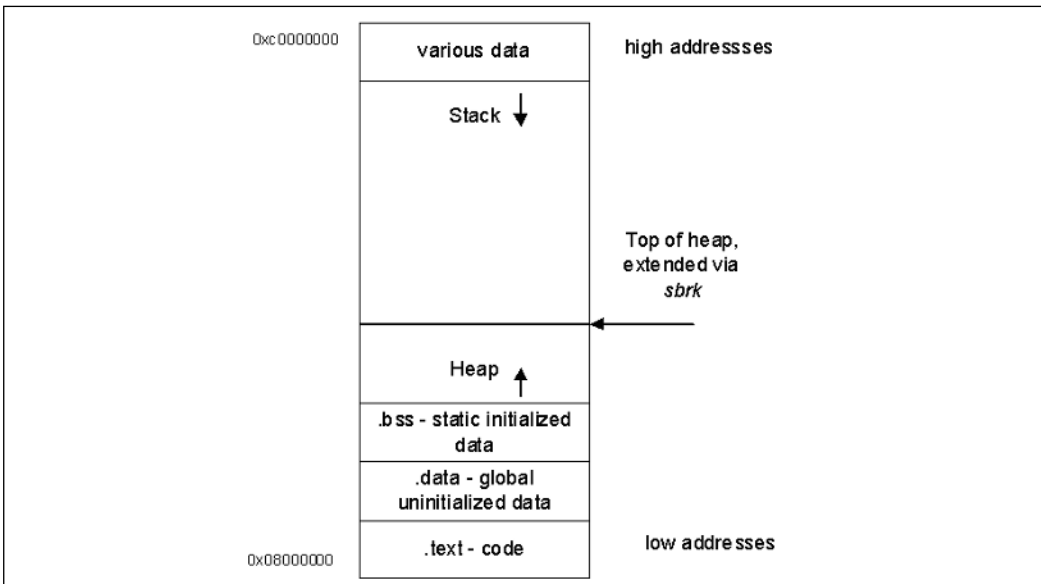 0xc0000000
various data
high addressses
Stack
Top of heap,
extended via
sbrk
Heap
.bss - static initialized
data
.data - global
uninitialized data
.text - code
low addresses
0x08000000